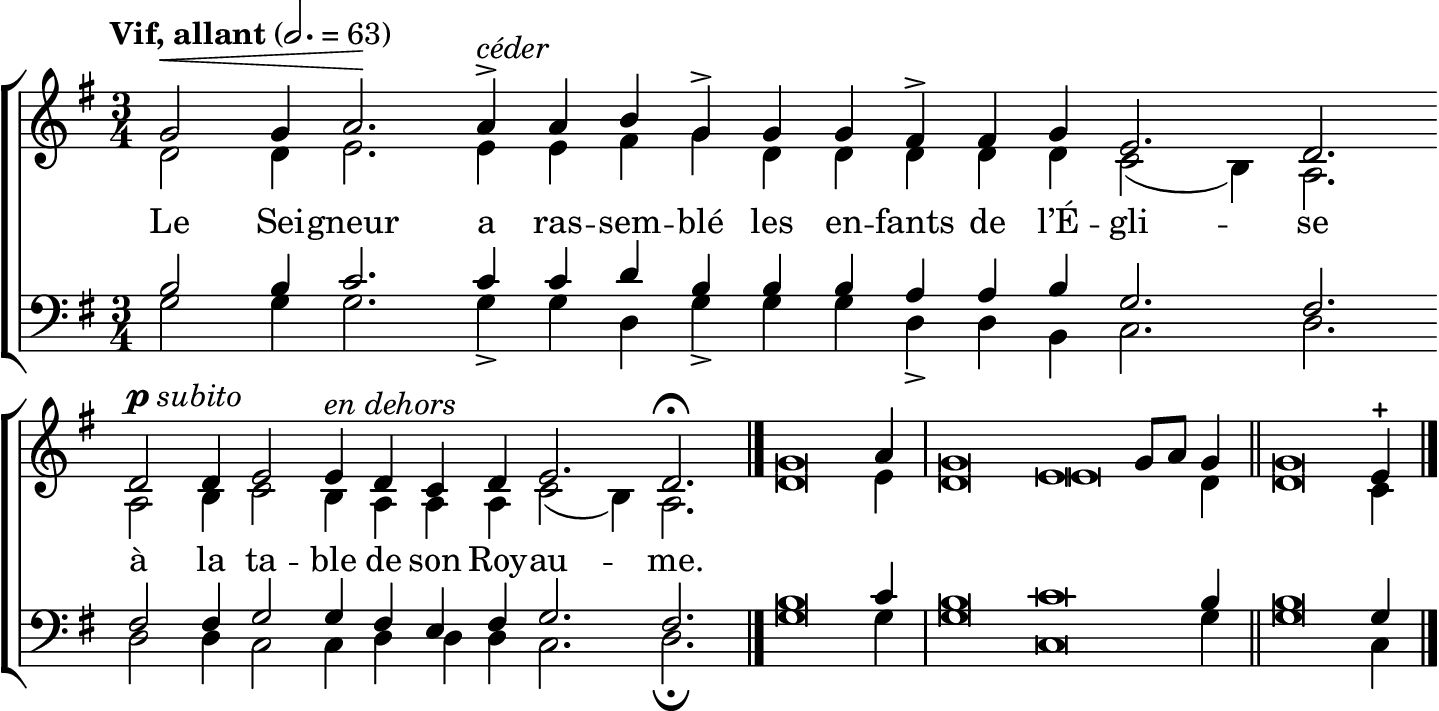 Vif, allant (𝅗𝅥. = 63)
céder
Le Seigneur a ras -- sem -- blé les en -- fants de l’É -- gli -- se
p subito en dehors
à la ta -- ble de son Royau -- me.